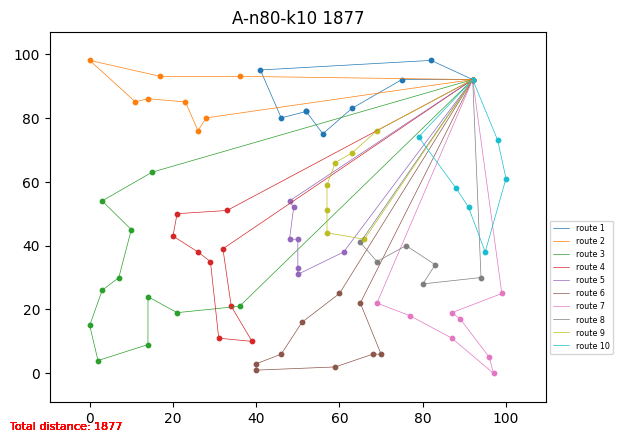 A-n80-k10 1877
100
80
60
40
20
0
0
20
40
60
80
100
route 1
route 2
route 3
route 4
route 5
route 6
route 7
route 8
route 9
route 10
Total distance: 1877